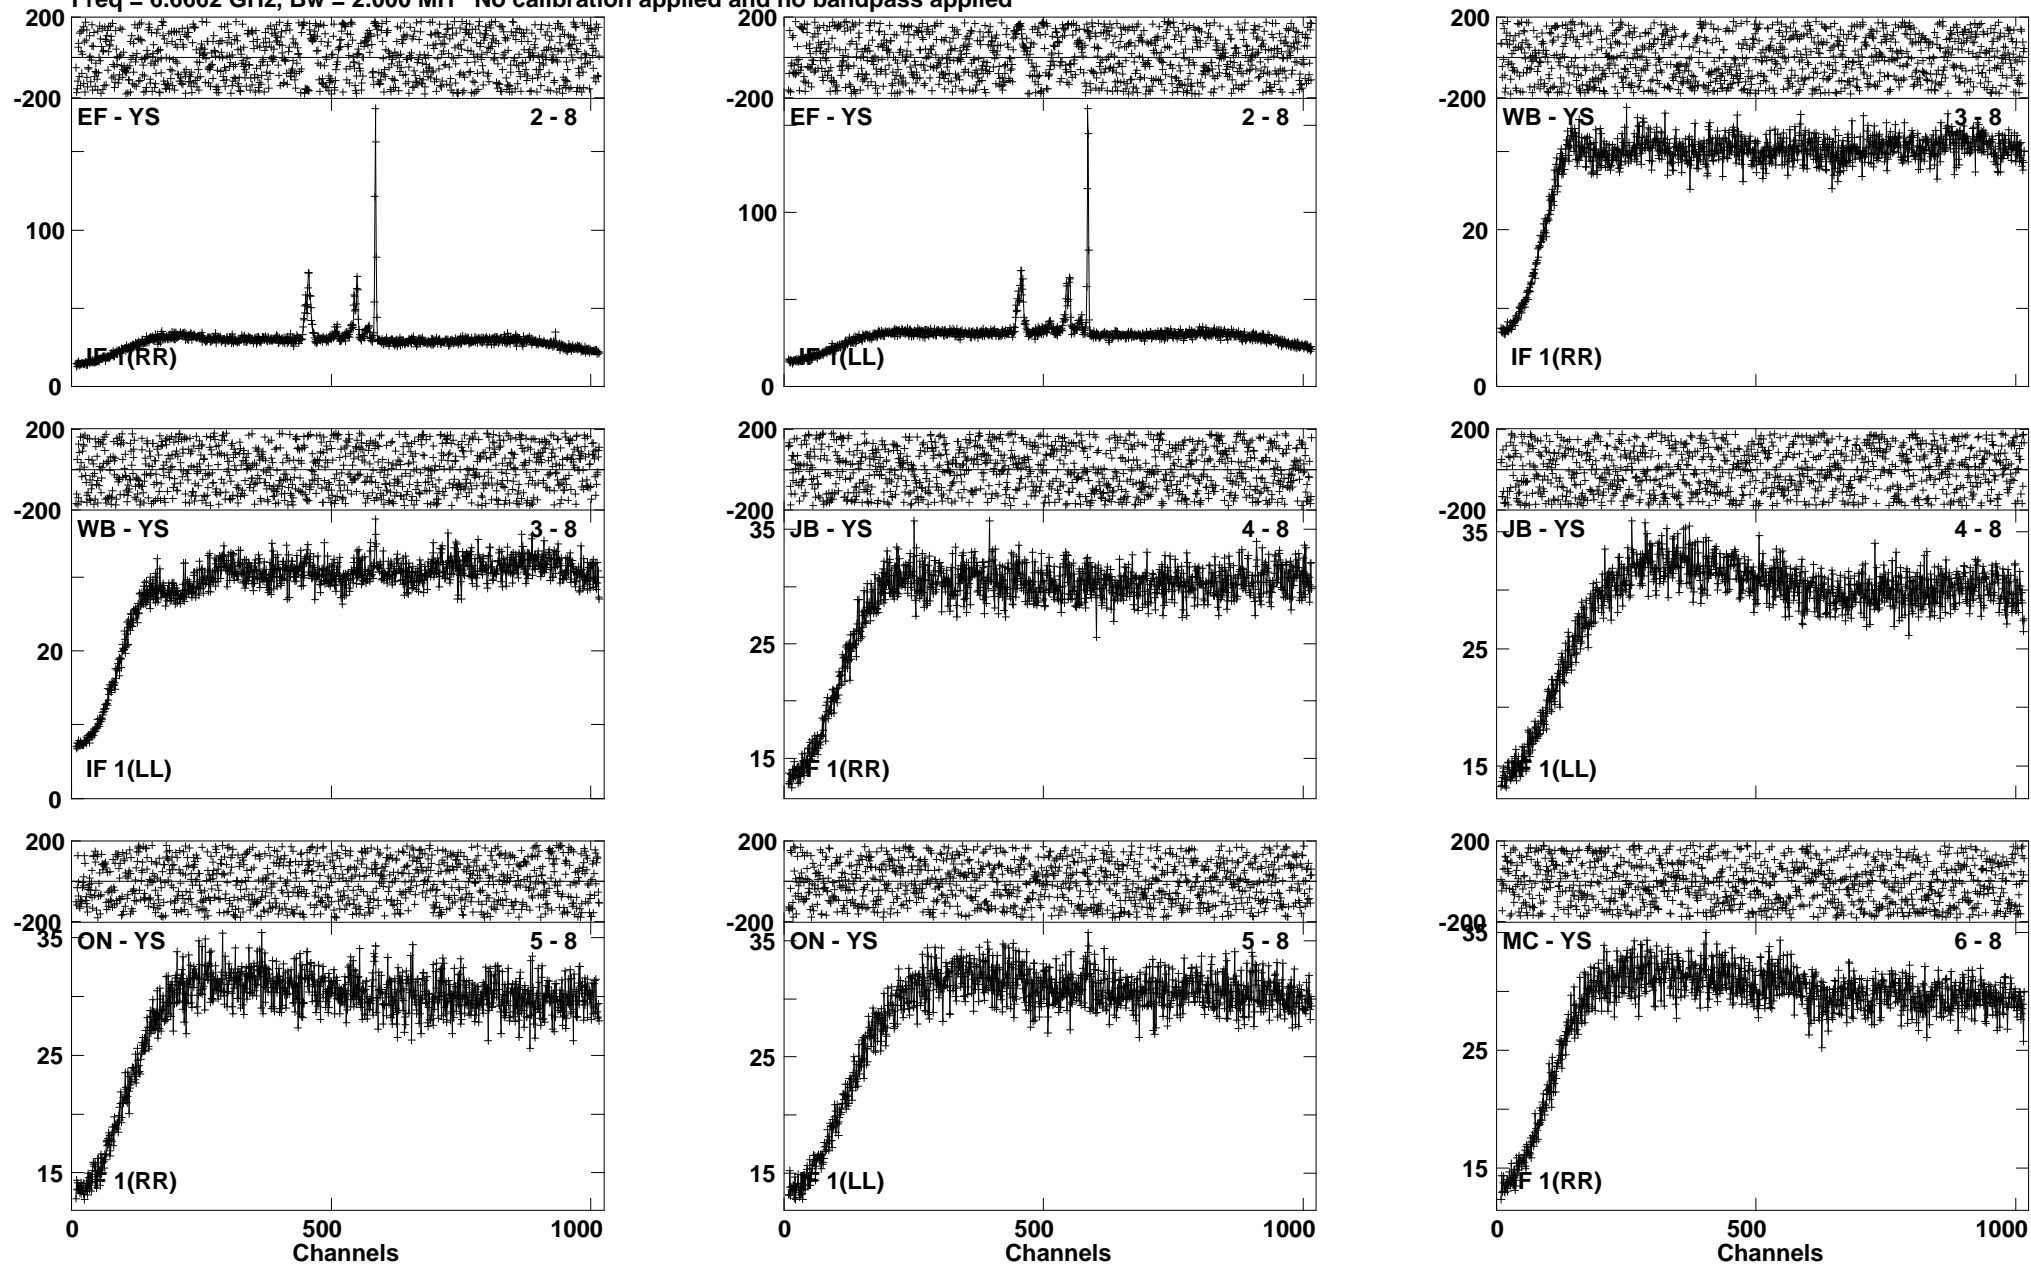 Freq = 6.6662 GHz, Bw = 2.000 MH No calibration applied and no bandpass applied
200
-200
EF - YS 2 - 8
100
0
IF 1(RR)
200
-200
EF - YS 2 - 8
100
0
IF 1(LL)
200
-200
WB - YS 3 - 8
20
0
IF 1(RR)
200
-200
WB - YS 3 - 8
20
0
IF 1(LL)
200
-200
35
JB - YS 4 - 8
25
15
IF 1(RR)
200
-200
35
JB - YS 4 - 8
25
15
IF 1(LL)
200
-200
35
ON - YS 5 - 8
25
15
IF 1(RR)
0 500 1000
Channels
200
-200
35
ON - YS 5 - 8
25
15
IF 1(LL)
0 500 1000
Channels
200
-200
35
MC - YS 6 - 8
25
15
IF 1(RR)
0 500 1000
Channels